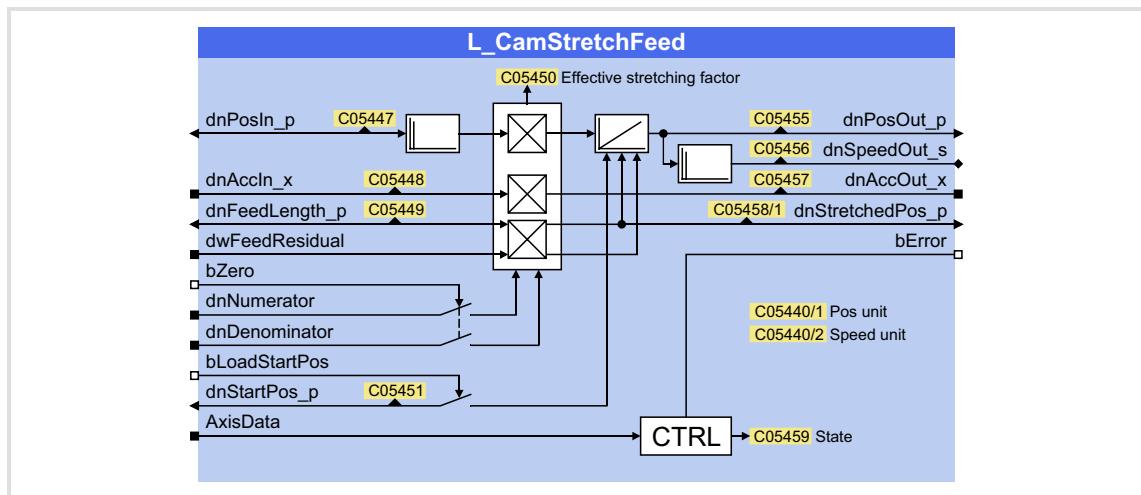 L_CamStretchFeed
C05450 Effective stretching factor
dnPosIn_p C05447 C05455 dnPosOut_p
C05456 dnSpeedOut_s
dnAccIn_x C05448 C05457 dnAccOut_x
dnFeedLength_p C05449 C05458/1 dnStretchedPos_p
dwFeedResidual bError
bZero
dnNumerator C05440/1 Pos unit
dnDenominator C05440/2 Speed unit
bLoadStartPos
dnStartPos_p C05451
AxisData CTRL C05459 State